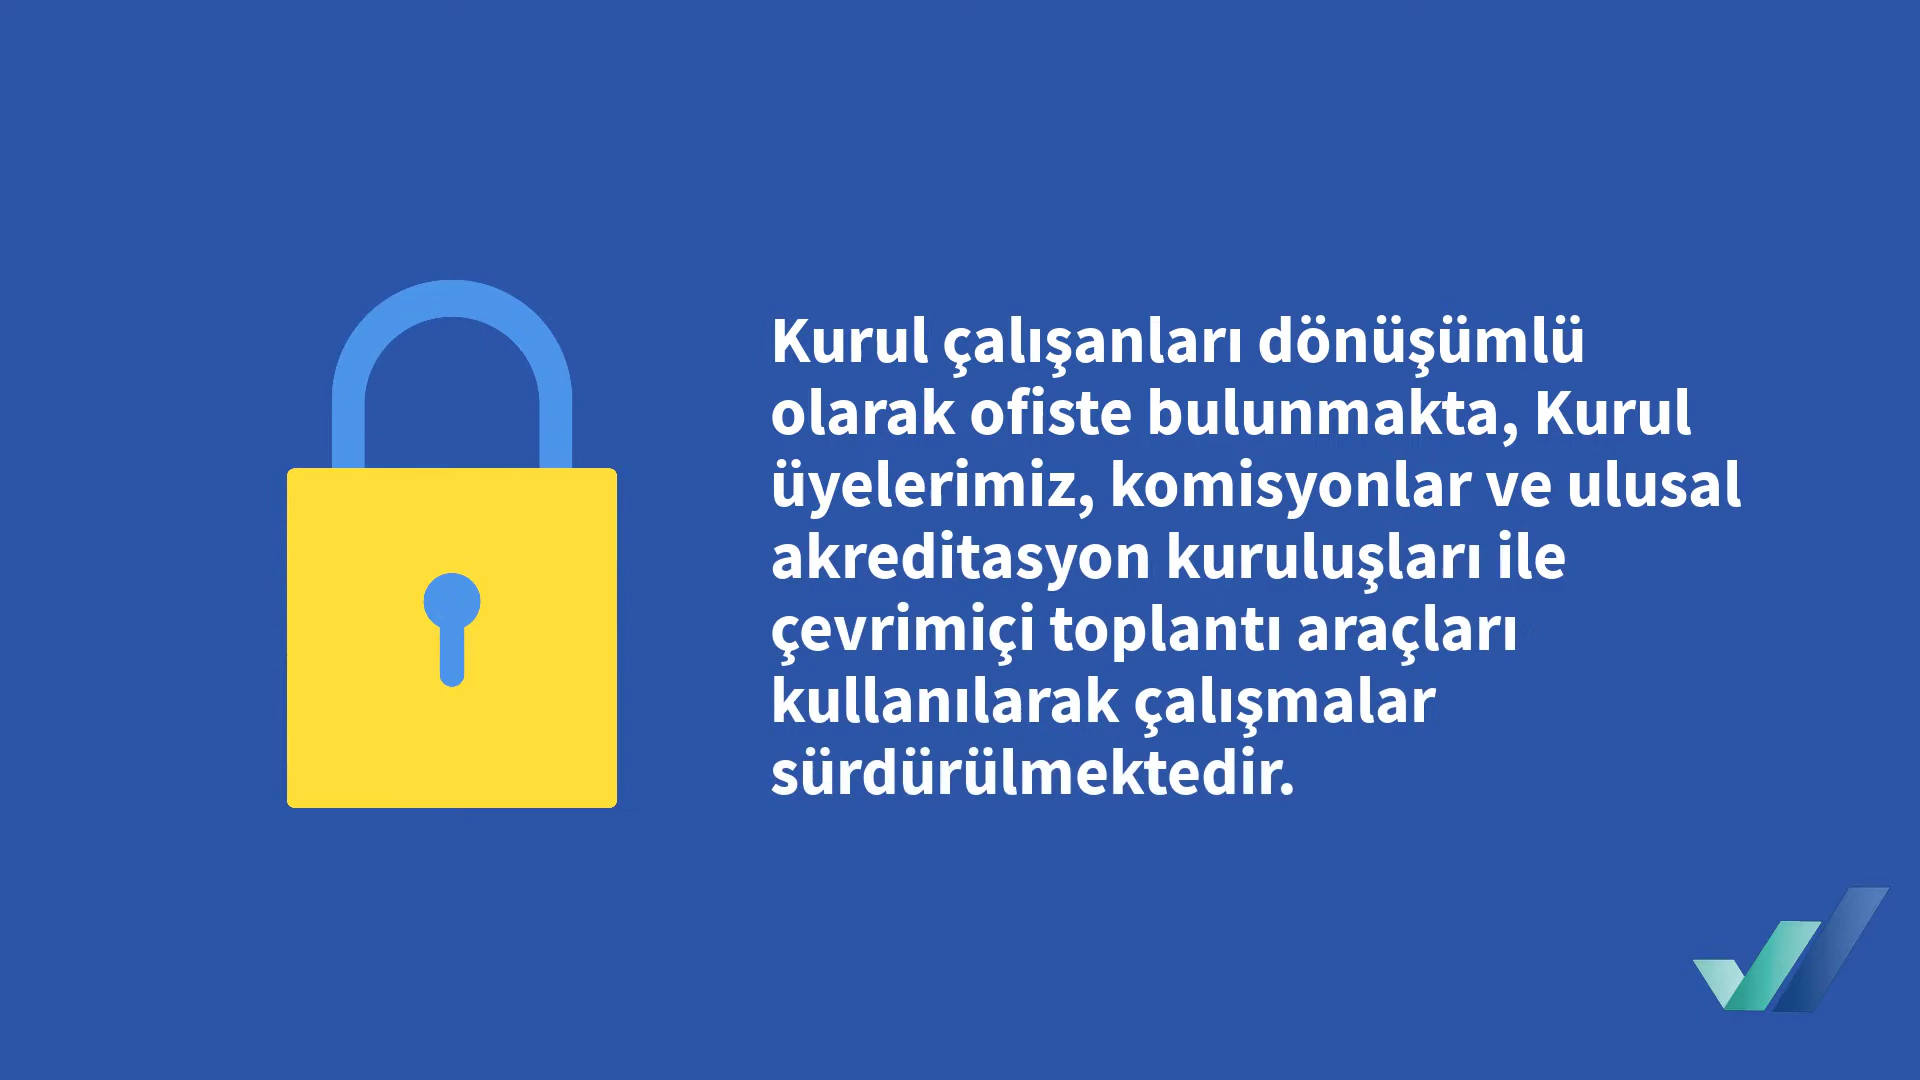 Kurul çalışanları dönüşümlü
olarak ofiste bulunmakta, Kurul
üyelerimiz, komisyonlar ve ulusal
akreditasyon kuruluşları ile
çevrimiçi toplantı araçları
kullanılarak çalışmalar
sürdürülmektedir.